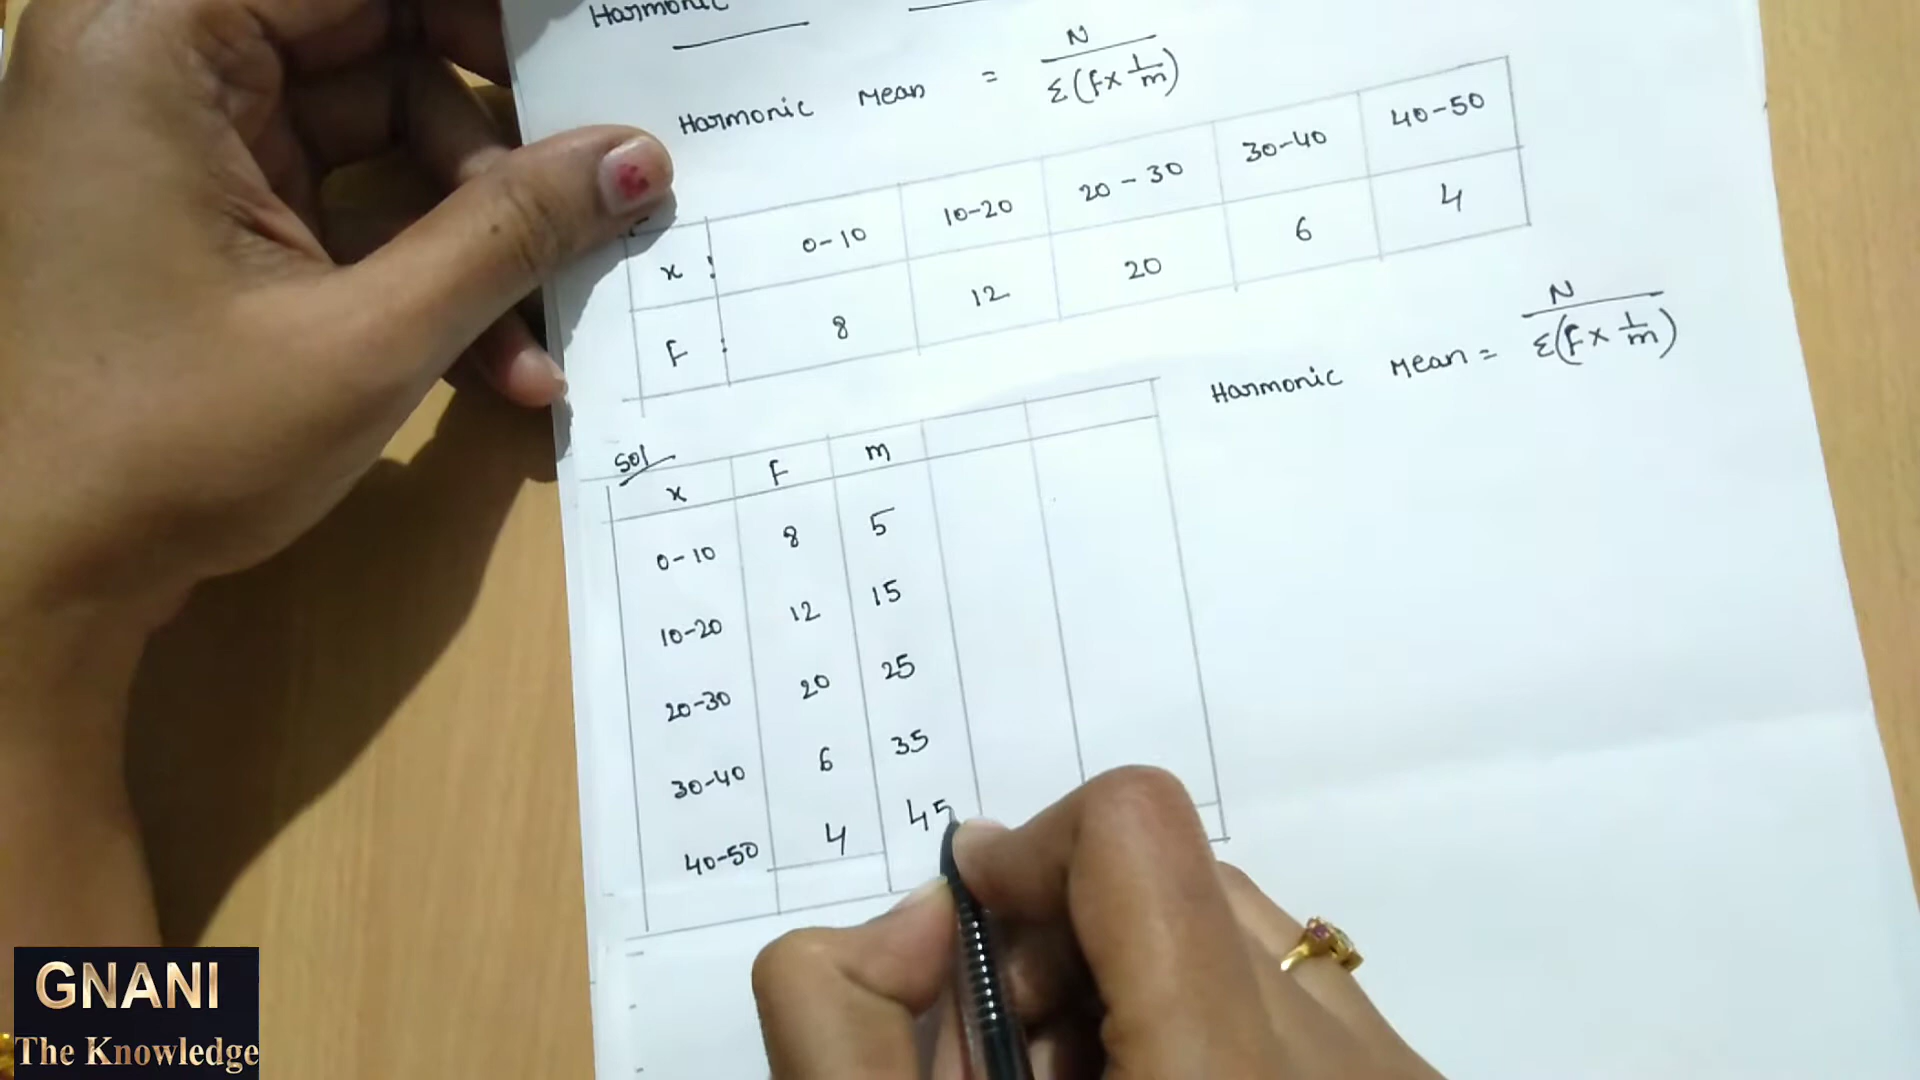 Harmonic
Harmonic Mean = N / Σ(f× 1/m)
x : 0-10 10-20 20-30 30-40 40-50
F : 8 12 20 6 4
Harmonic Mean = N / Σ(f× 1/m)
Sol
x F m
0-10 8 5
10-20 12 15
20-30 20 25
30-40 6 35
40-50 4 45
GNANI
The Knowledge